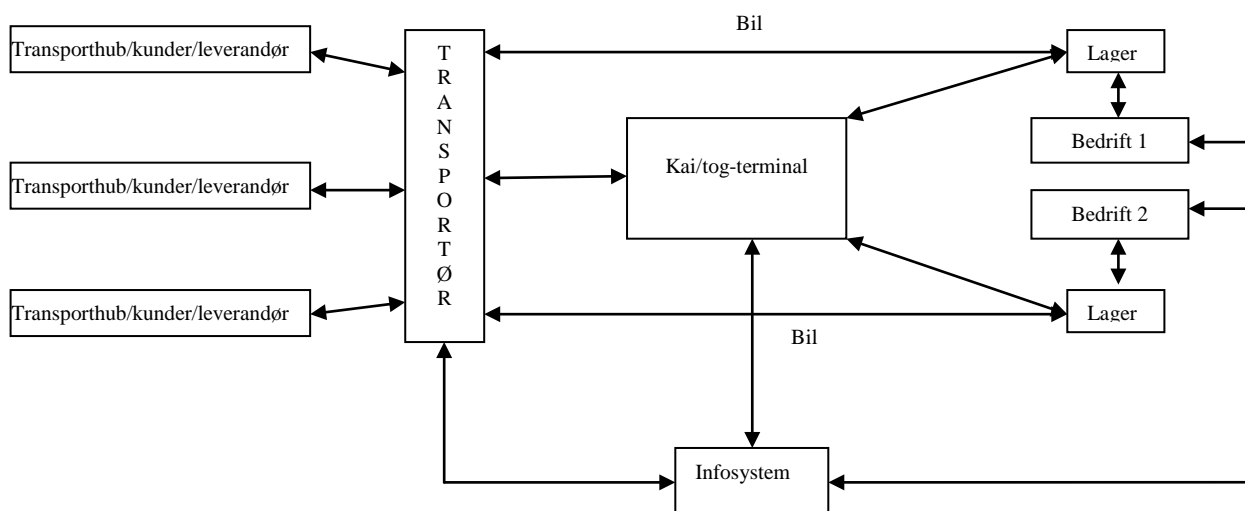 Bil
Transporthub/kunder/leverandør
T
R
A
N
S
P
O
R
T
Ø
R
Lager
Bedrift 1
Kai/tog-terminal
Transporthub/kunder/leverandør
Bedrift 2
Transporthub/kunder/leverandør
Lager
Bil
Infosystem